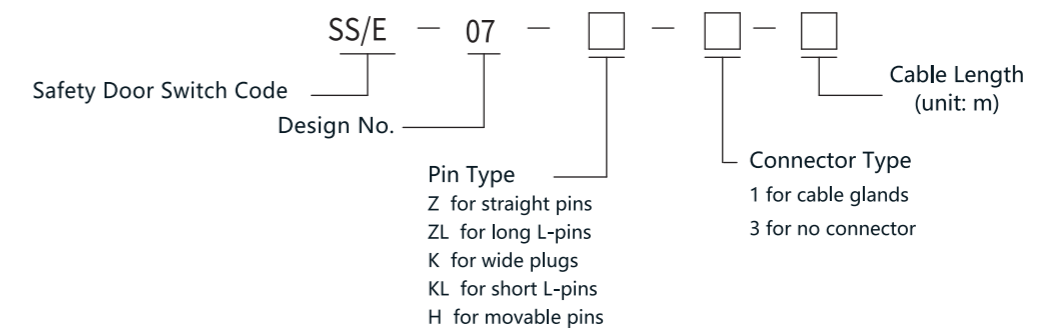 SS/E — 07 — □ — □ — □
Safety Door Switch Code
Design No.
Cable Length
(unit: m)
Pin Type
Z for straight pins
ZL for long L-pins
K for wide plugs
KL for short L-pins
H for movable pins
Connector Type
1 for cable glands
3 for no connector